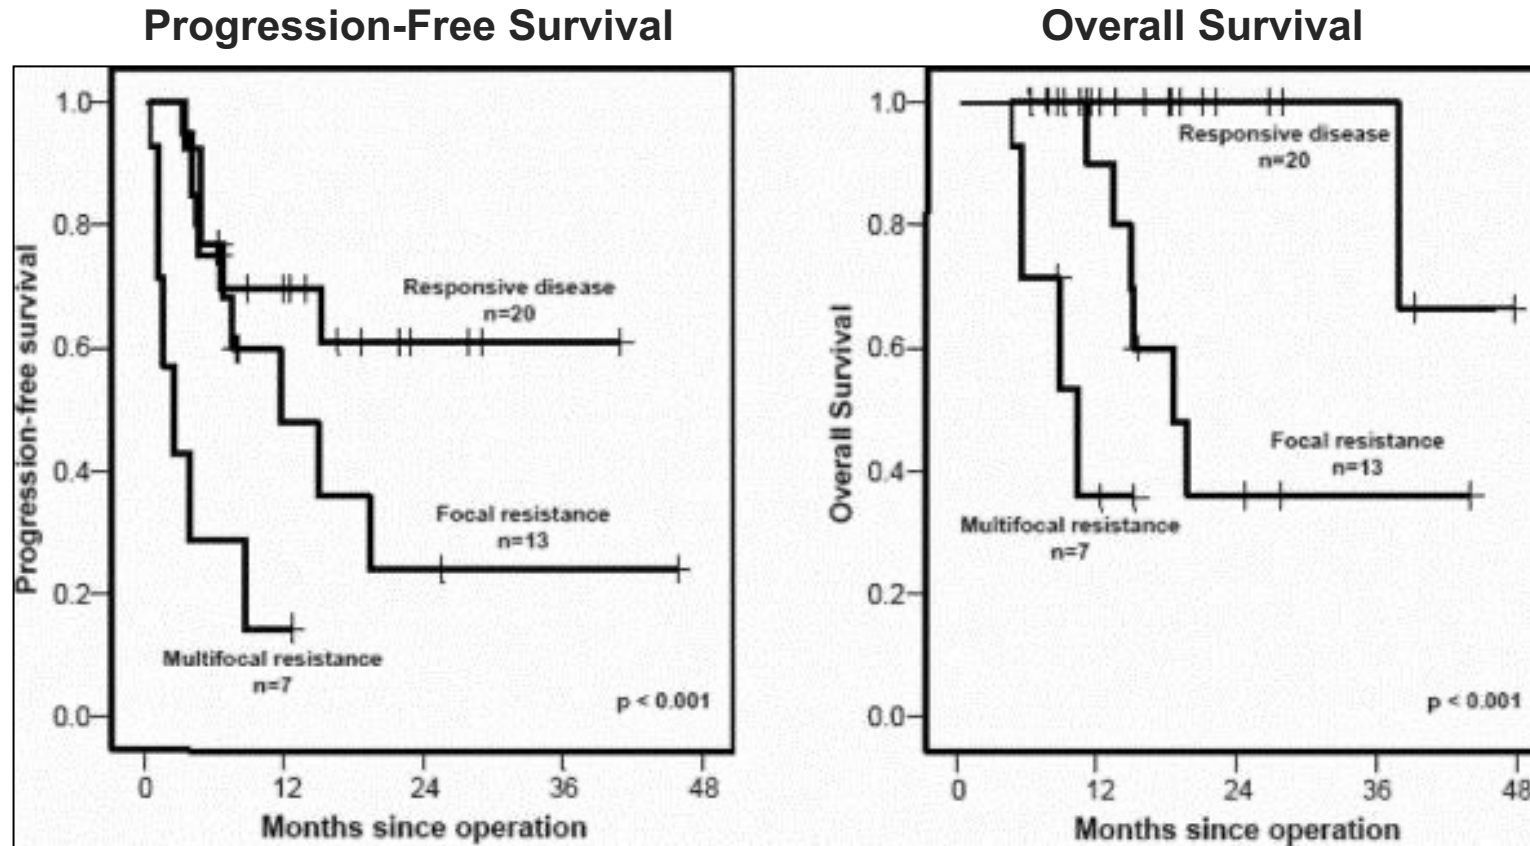 Progression-Free Survival
Progression-free survival
1.0
0.8
0.6
0.4
0.2
0.0
Responsive disease
n=20
Focal resistance
n=13
Multifocal resistance
n=7
p < 0.001
0 12 24 36 48
Months since operation
Overall Survival
Overall Survival
1.0
0.8
0.6
0.4
0.2
0.0
Responsive disease
n=20
Focal resistance
n=13
Multifocal resistance
n=7
p < 0.001
0 12 24 36 48
Months since operation